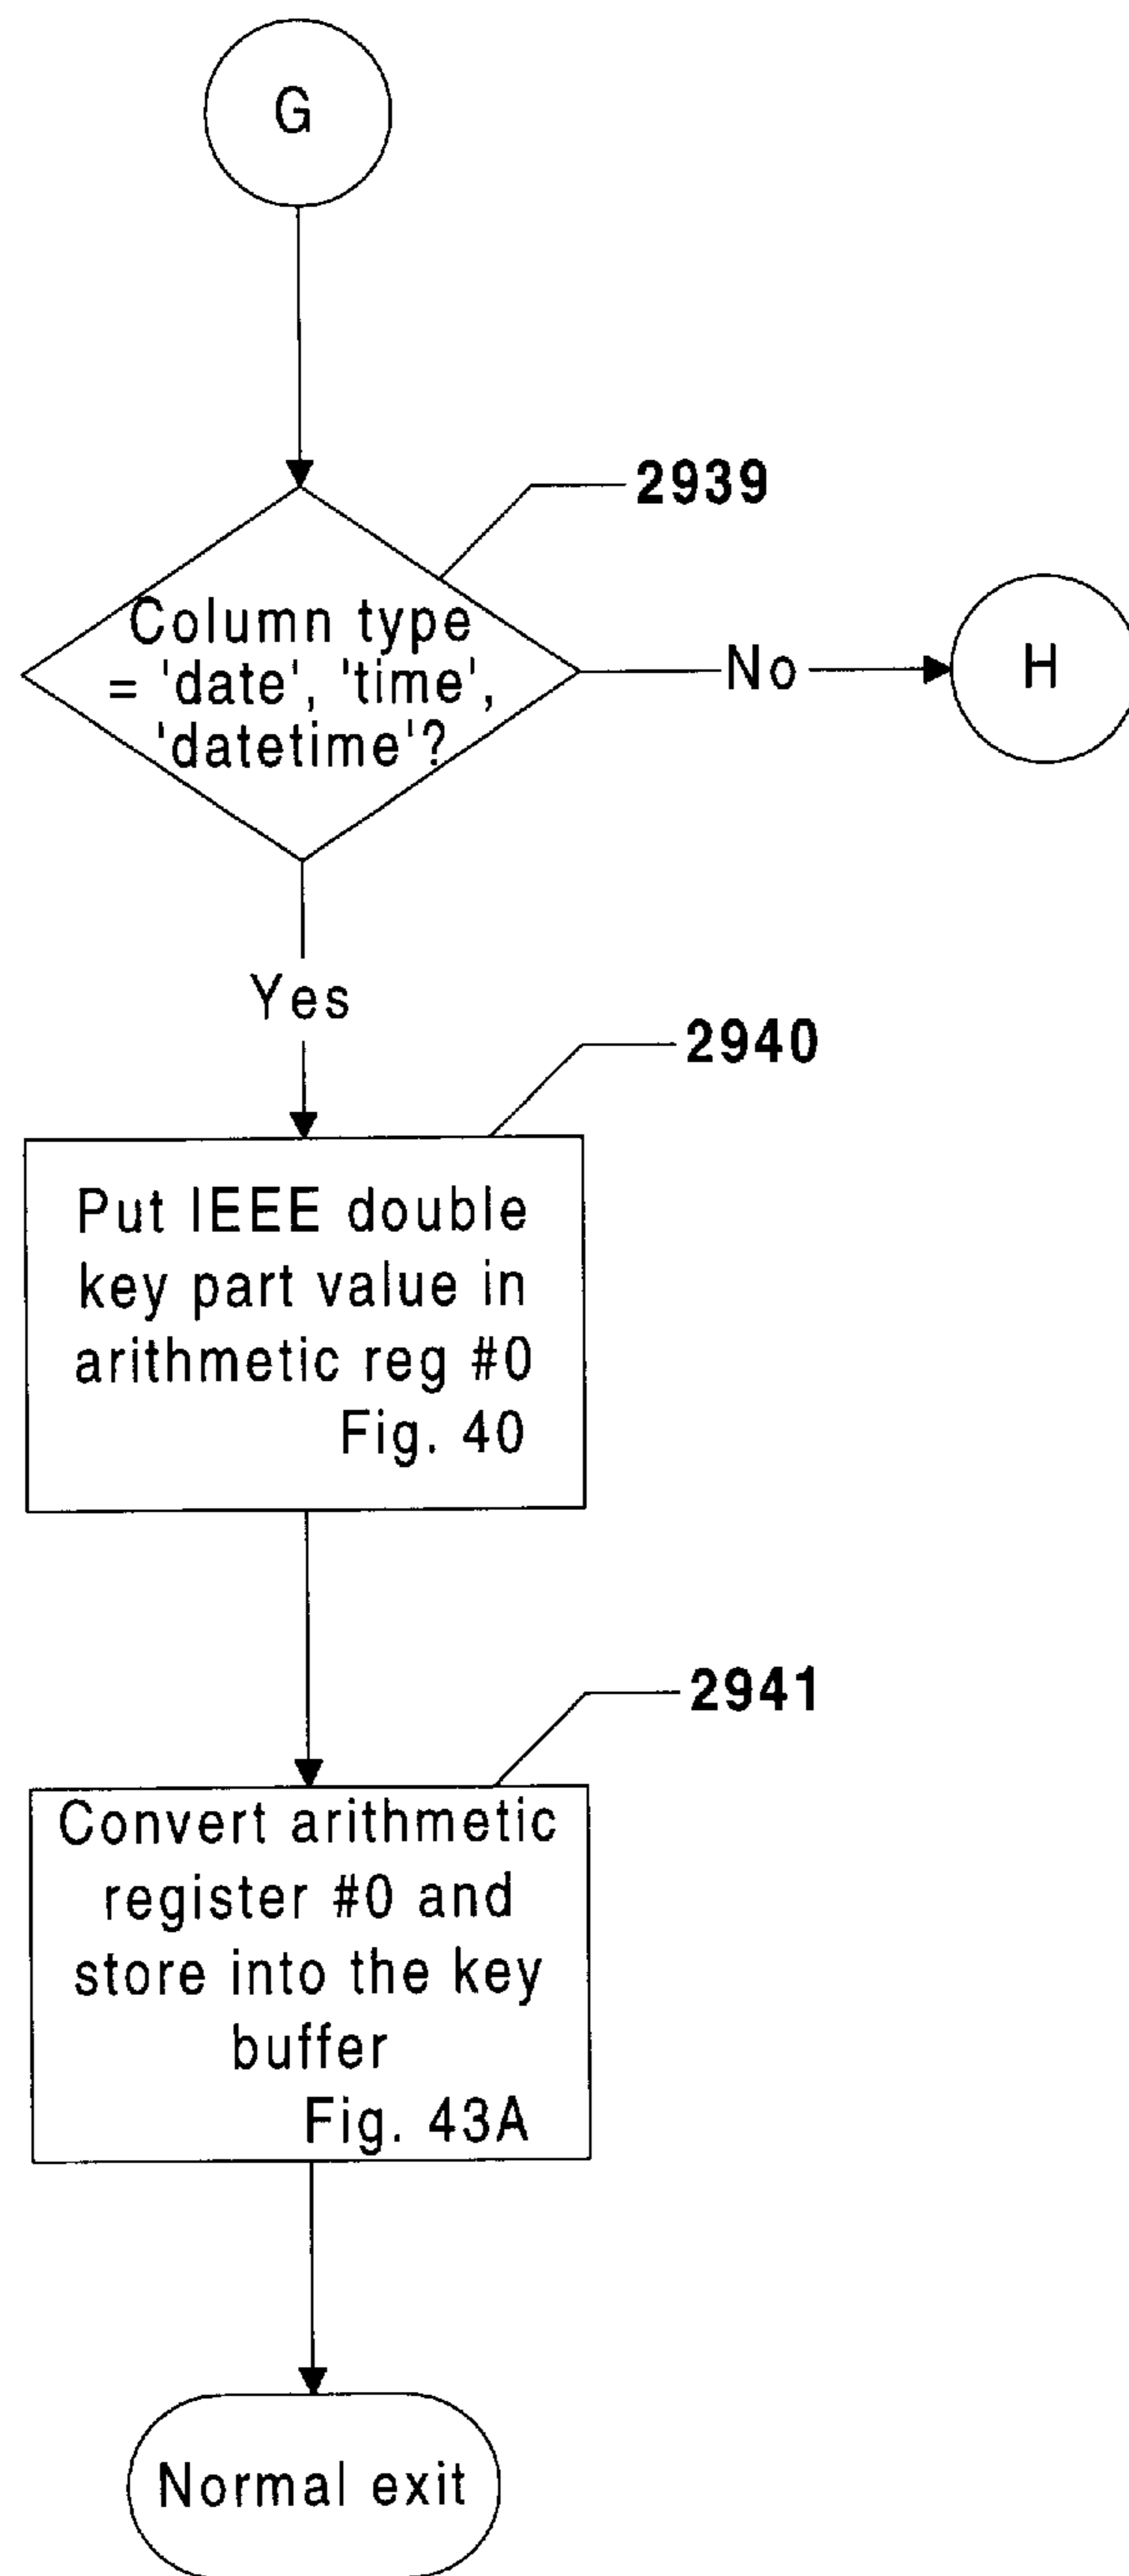 G
2939
Column type
= 'date', 'time',
'datetime'?
No
H
Yes
2940
Put IEEE double
key part value in
arithmetic reg #0
Fig. 40
2941
Convert arithmetic
register #0 and
store into the key
buffer
Fig. 43A
Normal exit